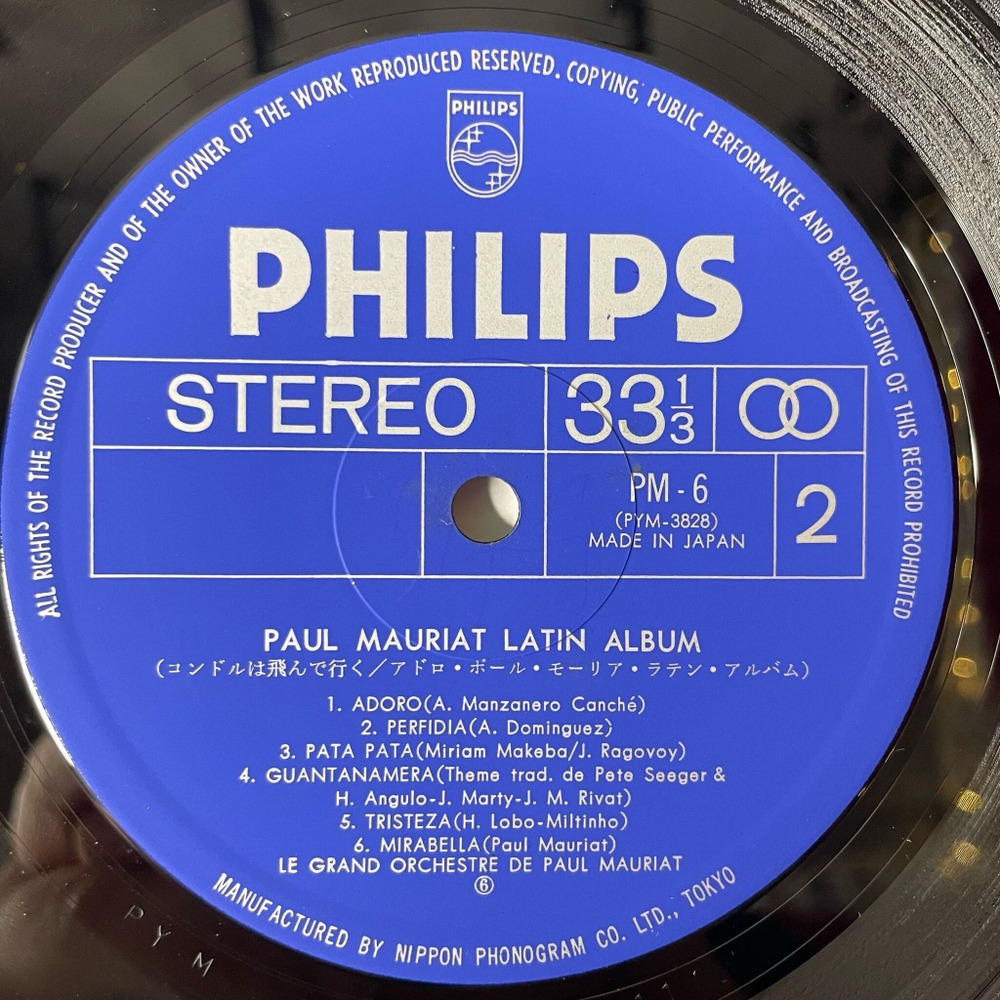 ALL RIGHTS OF THE RECORD PRODUCER AND OF THE OWNER OF THE WORK REPRODUCED RESERVED. COPYING, PUBLIC PERFORMANCE AND BROADCASTING OF THIS RECORD PROHIBITED
PHILIPS
PHILIPS
STEREO
33 1/3
PM-6
(PYM-3828)
MADE IN JAPAN
2
PAUL MAURIAT LATIN ALBUM
(コンドルは飛んで行く／アドロ・ポール・モーリア・ラテン・アルバム)
1. ADORO(A. Manzanero Canché)
2. PERFIDIA(A. Dominguez)
3. PATA PATA(Miriam Makeba/J. Ragovoy)
4. GUANTANAMERA(Theme trad. de Pete Seeger &
H. Angulo-J. Marty-J. M. Rivat)
5. TRISTEZA(H. Lobo-Miltinho)
6. MIRABELLA(Paul Mauriat)
LE GRAND ORCHESTRE DE PAUL MAURIAT
⑥
MANUFACTURED BY NIPPON PHONOGRAM CO. LTD., TOKYO
P Y M